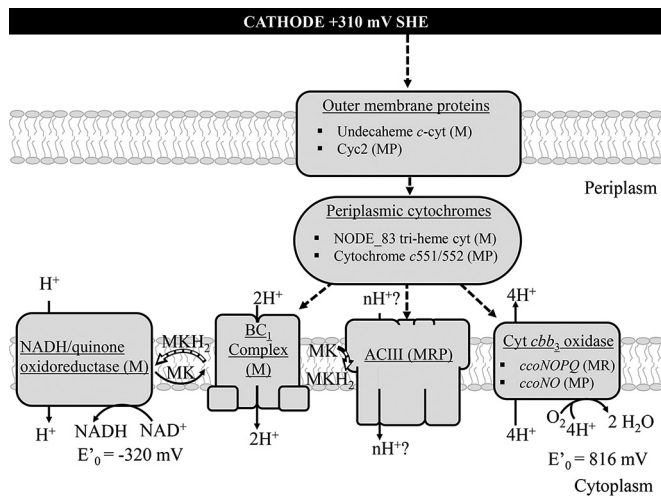 CATHODE +310 mV SHE
Outer membrane proteins
▪ Undecaheme c-cyt (M)
▪ Cyc2 (MP)
Periplasm
Periplasmic cytochromes
▪ NODE_83 tri-heme cyt (M)
▪ Cytochrome c551/552 (MP)
H⁺
2H⁺
nH⁺?
4H⁺
NADH/quinone
oxidoreductase (M)
MKH₂
MK
BC₁
Complex
(M)
MK
MKH₂
ACIII (MRP)
Cyt cbb₃ oxidase
▪ ccoNOPQ (MR)
▪ ccoNO (MP)
H⁺
NADH
NAD⁺
E'₀ = -320 mV
2H⁺
nH⁺?
4H⁺
O₂
4H⁺
2 H₂O
E'₀ = 816 mV
Cytoplasm